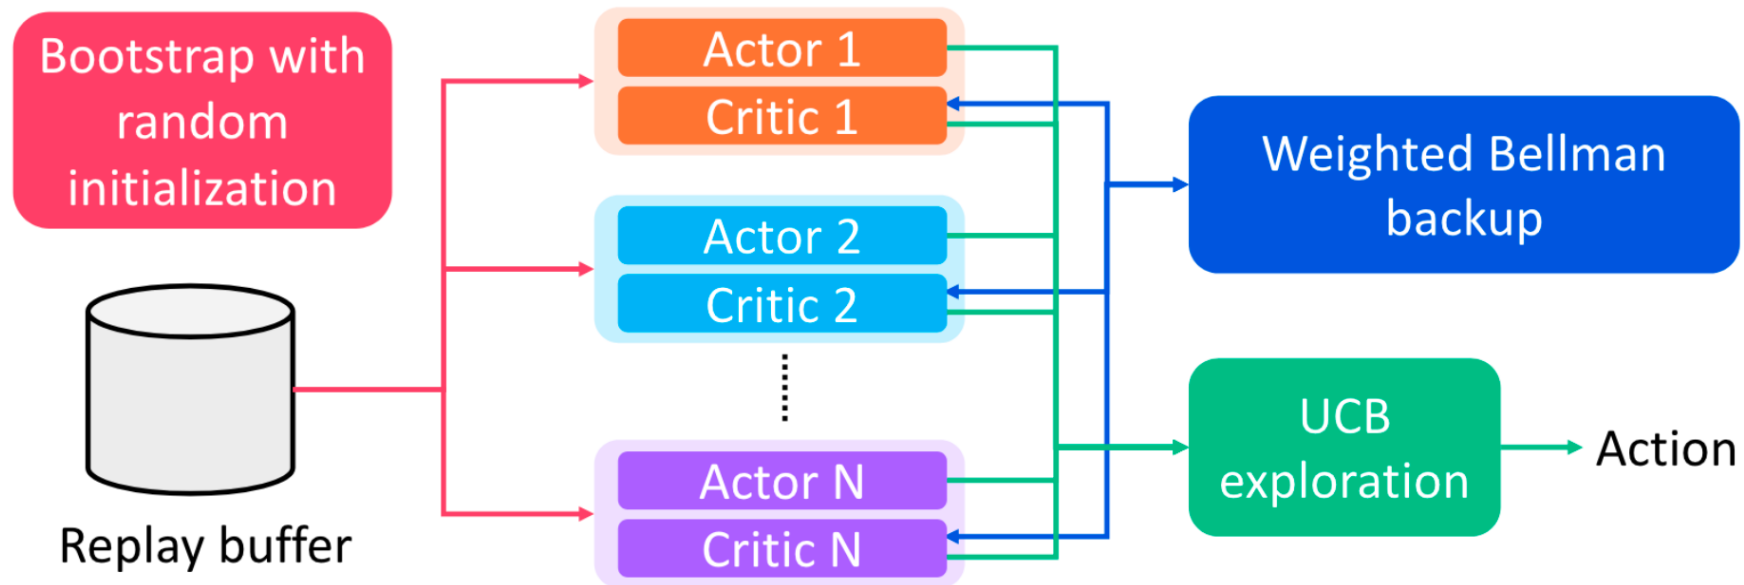 Bootstrap with
random
initialization
Replay buffer
Actor 1
Critic 1
Actor 2
Critic 2
Actor N
Critic N
Weighted Bellman
backup
UCB
exploration
Action